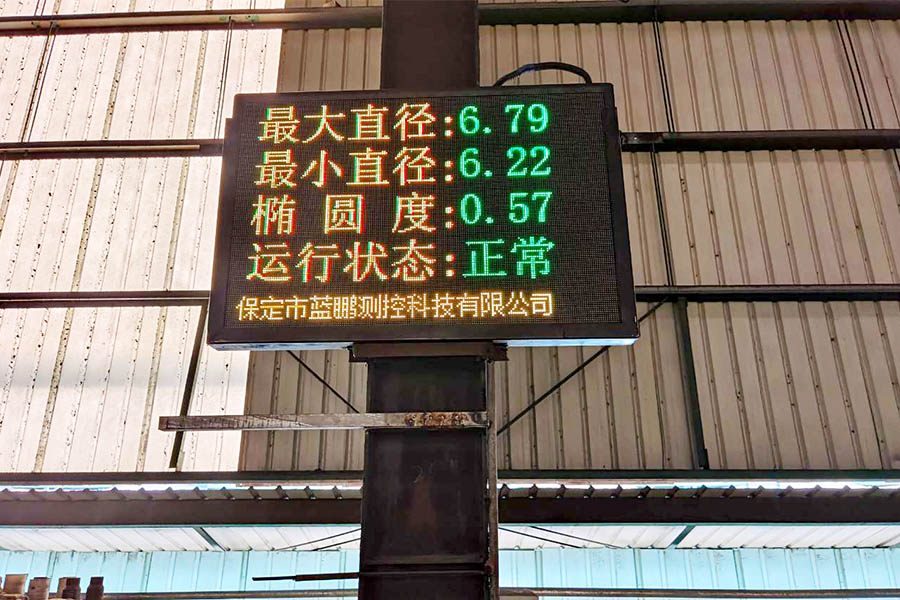 最大直径:6.79
最小直径:6.22
椭 圆 度:0.57
运行状态:正常
保定市蓝鹏测控科技有限公司